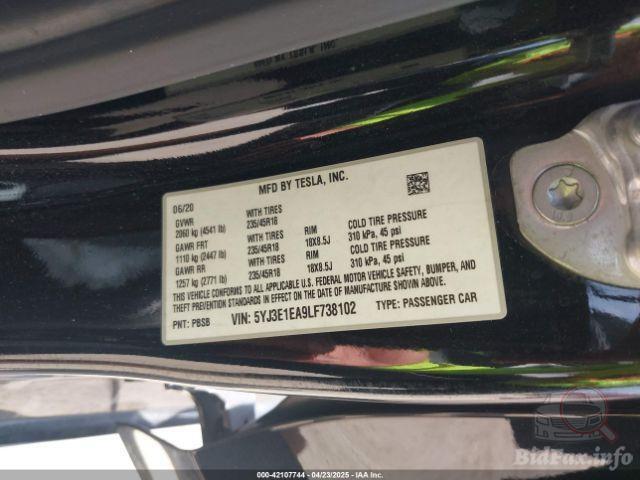 MFD BY TESLA, INC.
06/20
GVWR WITH TIRES RIM COLD TIRE PRESSURE
2060 kg (4541 lb) 235/45R18 18X8.5J 310 kPa, 45 psi
GAWR FRT WITH TIRES RIM COLD TIRE PRESSURE
1110 kg (2447 lb) 235/45R18 18X8.5J 310 kPa, 45 psi
GAWR RR WITH TIRES
1257 kg (2771 lb) 235/45R18
THIS VEHICLE CONFORMS TO ALL APPLICABLE U.S. FEDERAL MOTOR VEHICLE SAFETY, BUMPER, AND
THEFT PREVENTION STANDARDS IN EFFECT ON THE DATE OF MANUFACTURE SHOWN ABOVE.
PNT: PBSB VIN: 5YJ3E1EA9LF738102 TYPE: PASSENGER CAR
10.9
000-42107744 - 04/23/2025 - IAA Inc.
BidFax.info